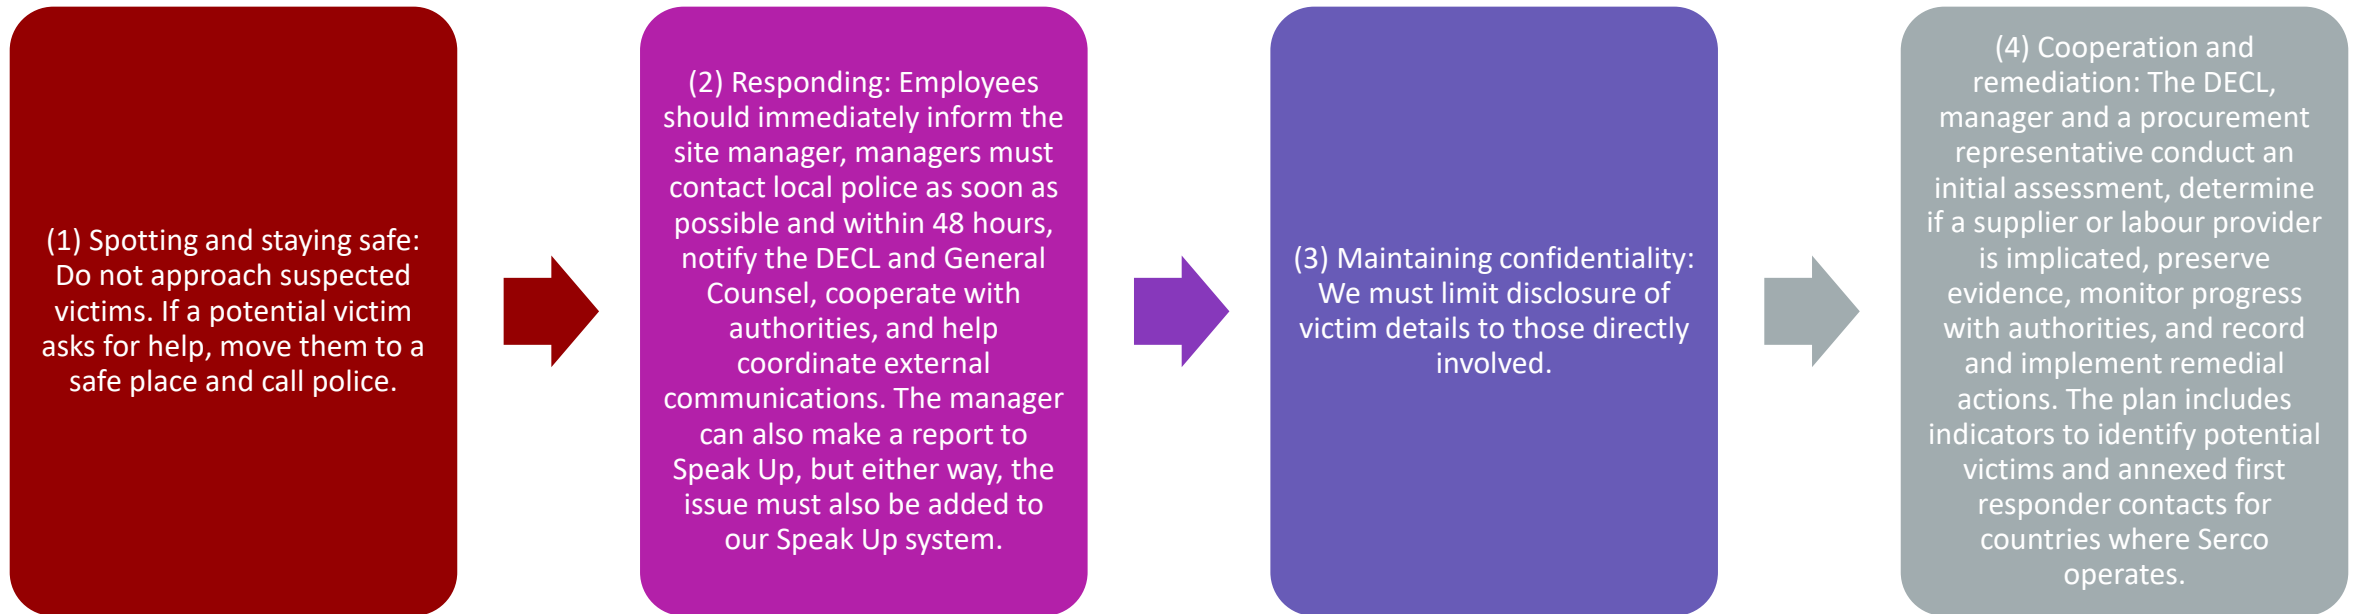 (1) Spotting and staying safe:
Do not approach suspected
victims. If a potential victim
asks for help, move them to a
safe place and call police.
(2) Responding: Employees
should immediately inform the
site manager, managers must
contact local police as soon as
possible and within 48 hours,
notify the DECL and General
Counsel, cooperate with
authorities, and help
coordinate external
communications. The manager
can also make a report to
Speak Up, but either way, the
issue must also be added to
our Speak Up system.
(3) Maintaining confidentiality:
We must limit disclosure of
victim details to those directly
involved.
(4) Cooperation and
remediation: The DECL,
manager and a procurement
representative conduct an
initial assessment, determine
if a supplier or labour provider
is implicated, preserve
evidence, monitor progress
with authorities, and record
and implement remedial
actions. The plan includes
indicators to identify potential
victims and annexed first
responder contacts for
countries where Serco
operates.